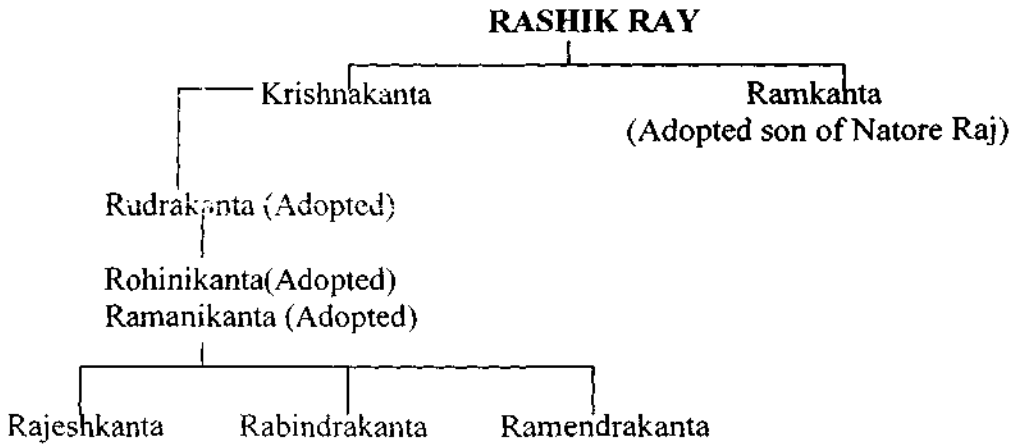 RASHIK RAY
Krishnakanta
Ramkanta
(Adopted son of Natore Raj)
Rudrakanta (Adopted)
Rohinikanta(Adopted)
Ramanikanta (Adopted)
Rajeshkanta Rabindrakanta Ramendrakanta